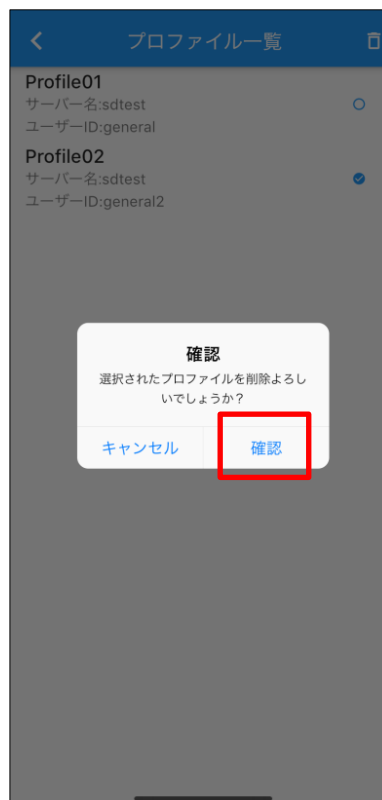 プロファイル一覧
Profile01
サーバー名:sdtest
ユーザーID:general
Profile02
サーバー名:sdtest
ユーザーID:general2
確認
選択されたプロファイルを削除よろし
いでしょうか？
キャンセル
確認